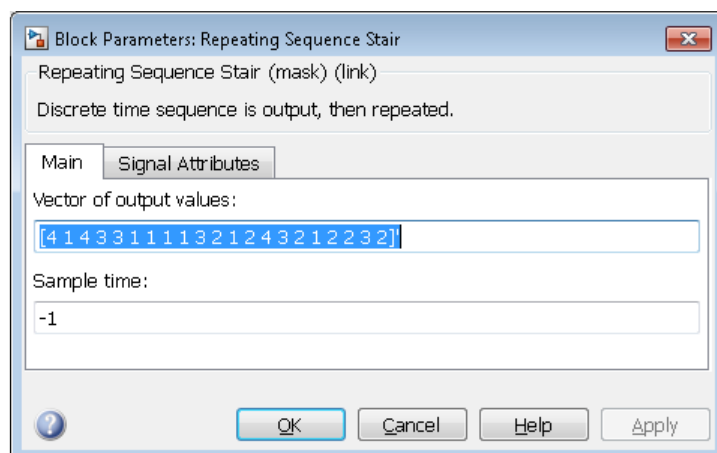 Block Parameters: Repeating Sequence Stair
Repeating Sequence Stair (mask) (link)
Discrete time sequence is output, then repeated.
Main Signal Attributes
Vector of output values:
[4 1 4 3 3 1 1 1 1 3 2 1 2 4 3 2 1 2 2 3 2]'
Sample time:
-1
OK Cancel Help Apply